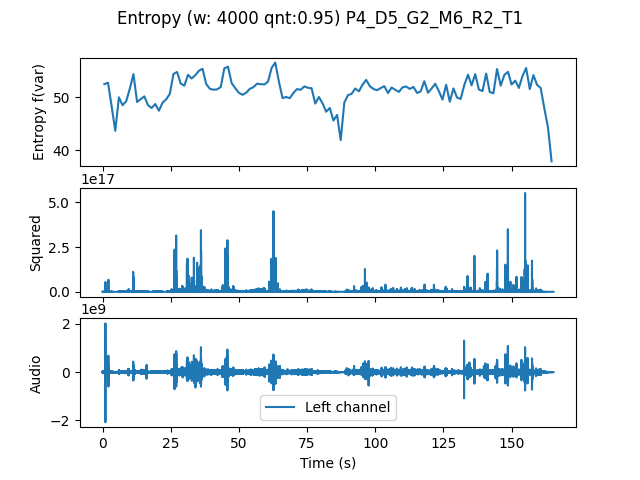 Entropy (w: 4000 qnt:0.95) P4_D5_G2_M6_R2_T1
Entropy f(var)
50
40
1e17
Squared
5.0
2.5
0.0
1e9
Audio
2
0
−2
Left channel
0 25 50 75 100 125 150
Time (s)